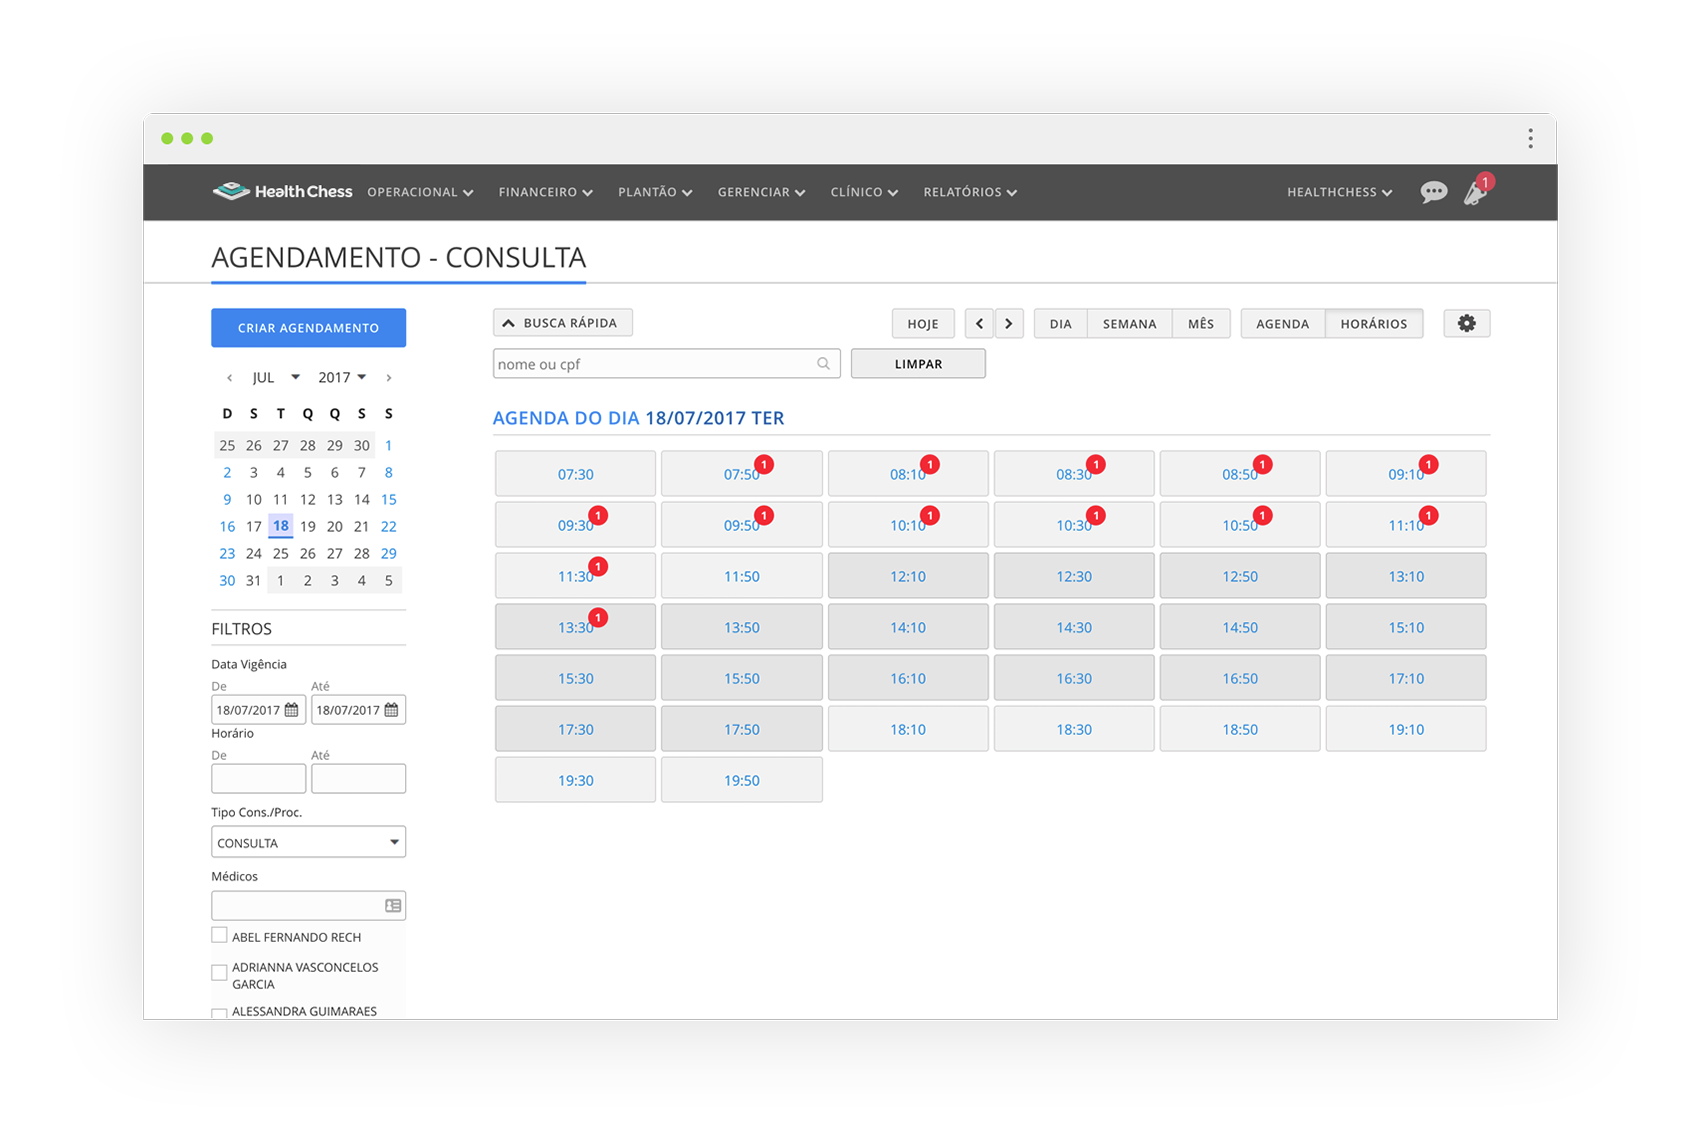 Health Chess OPERACIONAL FINANCEIRO PLANTÃO GERENCIAR CLÍNICO RELATÓRIOS HEALTHCHESS 1
AGENDAMENTO - CONSULTA
CRIAR AGENDAMENTO
‹ JUL 2017 ›
D S T Q Q S S
25 26 27 28 29 30 1
2 3 4 5 6 7 8
9 10 11 12 13 14 15
16 17 18 19 20 21 22
23 24 25 26 27 28 29
30 31 1 2 3 4 5
FILTROS
Data Vigência
De Até
18/07/2017 18/07/2017
Horário
De Até
Tipo Cons./Proc.
CONSULTA
Médicos
ABEL FERNANDO RECH
ADRIANNA VASCONCELOS
GARCIA
ALESSANDRA GUIMARAES
BUSCA RÁPIDA HOJE DIA SEMANA MÊS AGENDA HORÁRIOS
nome ou cpf LIMPAR
AGENDA DO DIA 18/07/2017 TER
07:30 07:50 1 08:10 1 08:30 1 08:50 1 09:10 1
09:30 1 09:50 1 10:10 1 10:30 1 10:50 1 11:10 1
11:30 1 11:50 12:10 12:30 12:50 13:10
13:30 1 13:50 14:10 14:30 14:50 15:10
15:30 15:50 16:10 16:30 16:50 17:10
17:30 17:50 18:10 18:30 18:50 19:10
19:30 19:50